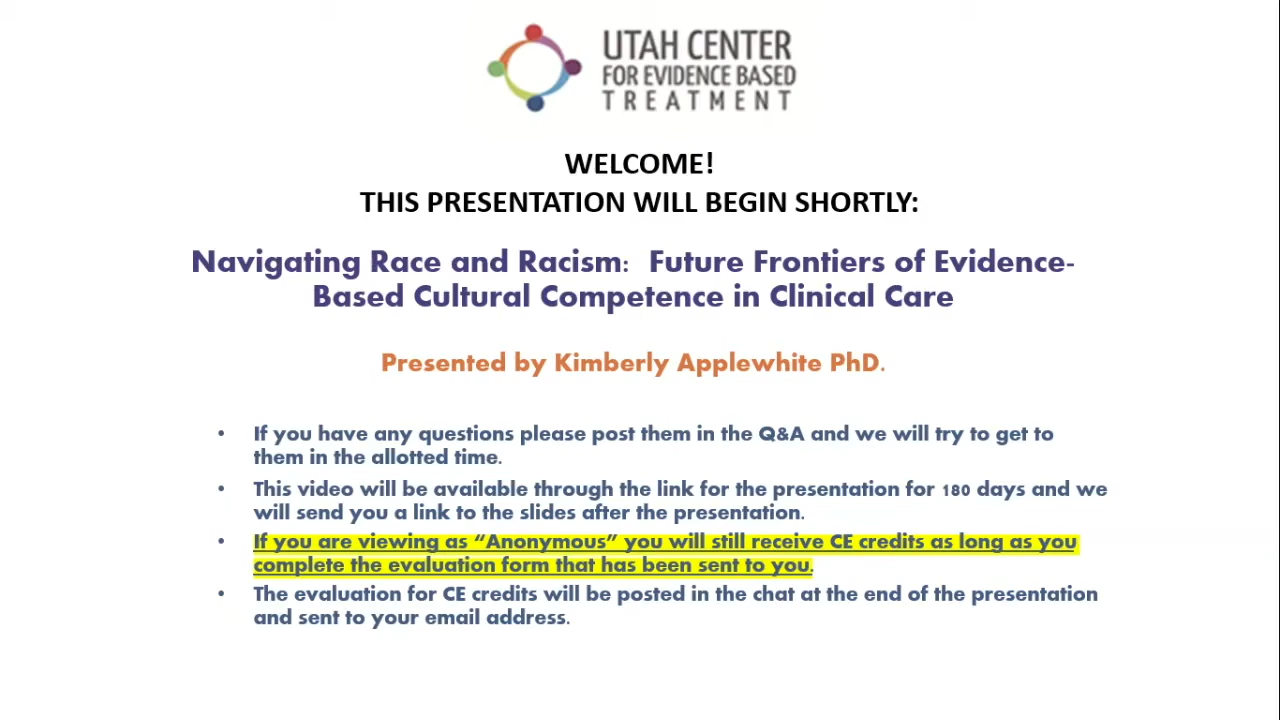 UTAH CENTER
FOR EVIDENCE BASED
TREATMENT
WELCOME!
THIS PRESENTATION WILL BEGIN SHORTLY:
Navigating Race and Racism: Future Frontiers of Evidence-
Based Cultural Competence in Clinical Care
Presented by Kimberly Applewhite PhD.
• If you have any questions please post them in the Q&A and we will try to get to
them in the allotted time.
• This video will be available through the link for the presentation for 180 days and we
will send you a link to the slides after the presentation.
• If you are viewing as “Anonymous” you will still receive CE credits as long as you
complete the evaluation form that has been sent to you.
• The evaluation for CE credits will be posted in the chat at the end of the presentation
and sent to your email address.